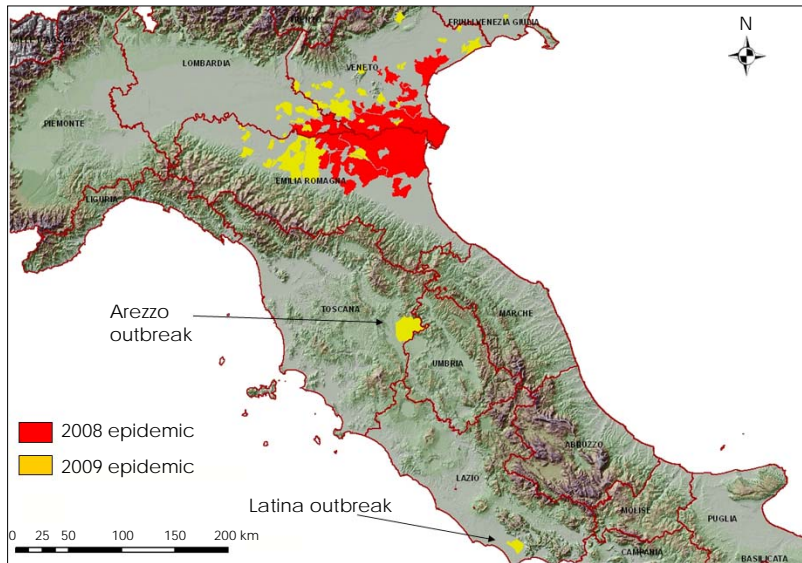 FRIULI VENEZIA GIULIA
N
LOMBARDIA
VENETO
PIEMONTE
EMILIA ROMAGNA
LIGURIA
Arezzo
outbreak
TOSCANA
MARCHE
UMBRIA
2008 epidemic
2009 epidemic
ABRUZZO
LAZIO
Latina outbreak
MOLISE
PUGLIA
CAMPANIA
BASILICATA
0 25 50 100 150 200 km